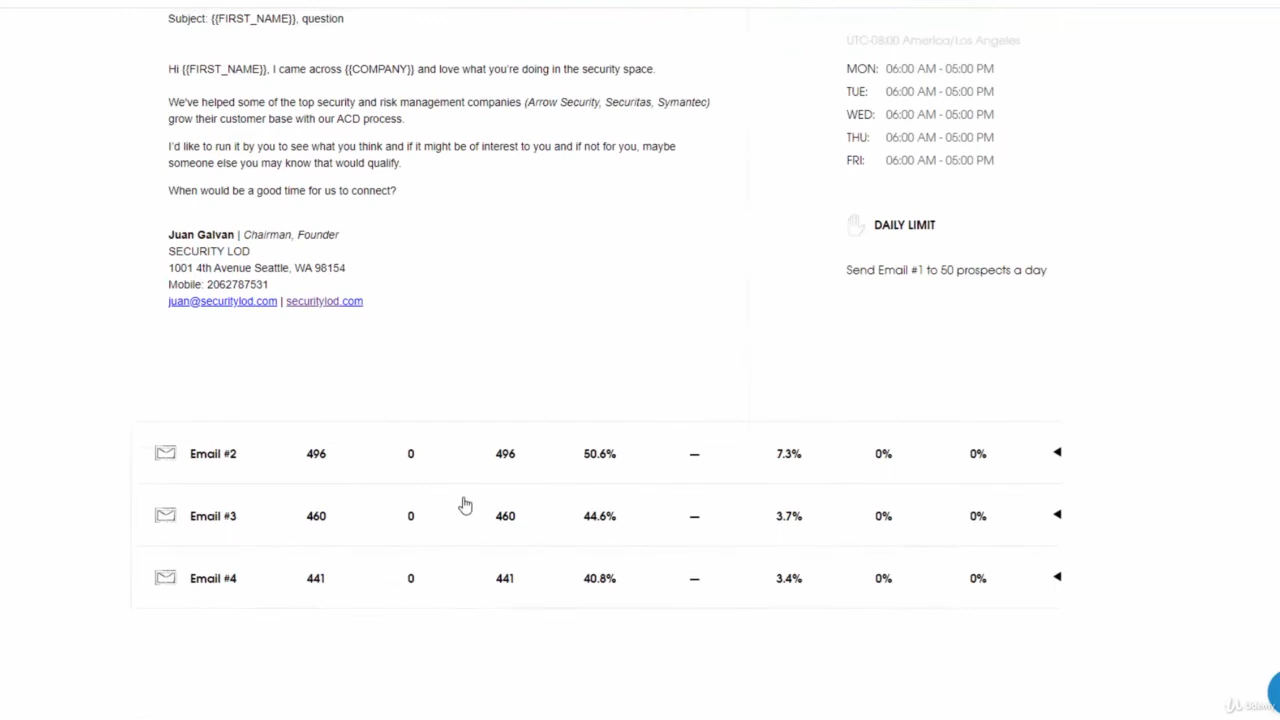 Subject: {{FIRST_NAME}}, question
Hi {{FIRST_NAME}}, I came across {{COMPANY}} and love what you're doing in the security space.
We've helped some of the top security and risk management companies (Arrow Security, Securitas, Symantec)
grow their customer base with our ACD process.
I'd like to run it by you to see what you think and if it might be of interest to you and if not for you, maybe
someone else you may know that would qualify.
When would be a good time for us to connect?
Juan Galvan | Chairman, Founder
SECURITY LOD
1001 4th Avenue Seattle, WA 98154
Mobile: 2062787531
juan@securitylod.com | securitylod.com
UTC-08:00 America/Los Angeles
MON: 06:00 AM - 05:00 PM
TUE: 06:00 AM - 05:00 PM
WED: 06:00 AM - 05:00 PM
THU: 06:00 AM - 05:00 PM
FRI: 06:00 AM - 05:00 PM
DAILY LIMIT
Send Email #1 to 50 prospects a day
Email #2 496 0 496 50.6% – 7.3% 0% 0%
Email #3 460 0 460 44.6% – 3.7% 0% 0%
Email #4 441 0 441 40.8% – 3.4% 0% 0%
Udemy